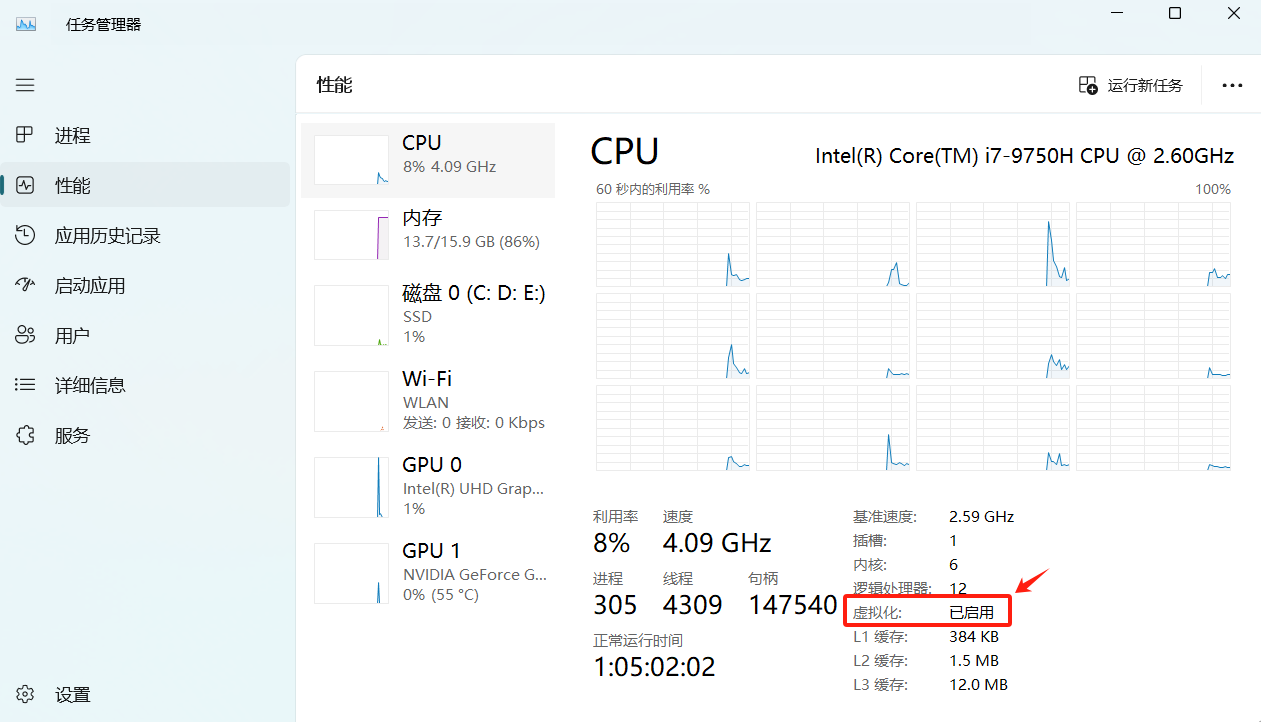 任务管理器
性能
运行新任务
进程
性能
应用历史记录
启动应用
用户
详细信息
服务
设置
CPU
8% 4.09 GHz
内存
13.7/15.9 GB (86%)
磁盘 0 (C: D: E:)
SSD
1%
Wi-Fi
WLAN
发送: 0 接收: 0 Kbps
GPU 0
Intel(R) UHD Grap...
1%
GPU 1
NVIDIA GeForce G...
0% (55 °C)
CPU
Intel(R) Core(TM) i7-9750H CPU @ 2.60GHz
60 秒内的利用率 %
100%
利用率 速度
8% 4.09 GHz
进程 线程 句柄
305 4309 147540
正常运行时间
1:05:02:02
基准速度: 2.59 GHz
插槽: 1
内核: 6
逻辑处理器: 12
虚拟化: 已启用
L1 缓存: 384 KB
L2 缓存: 1.5 MB
L3 缓存: 12.0 MB